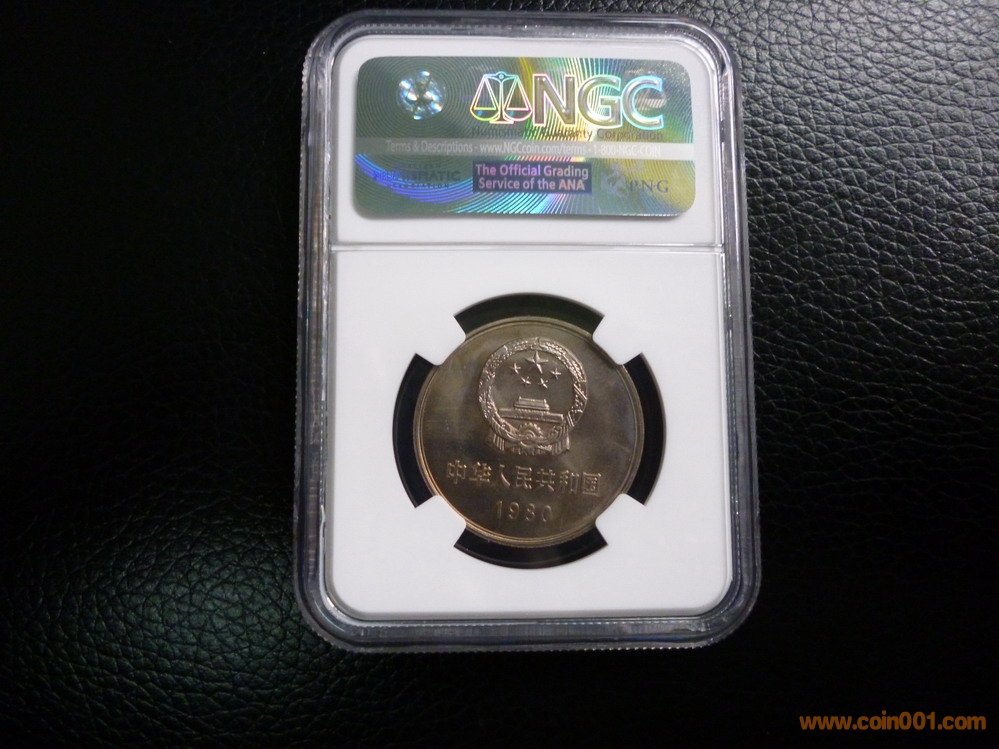 NGC
Numismatic Guaranty Corporation
Terms & Descriptions - www.NGCcoin.com/terms - 1-800-NGC-COIN
The Official Grading
Service of the ANA
NUMISMATIC
PNG
中华人民共和国
1980
www.coin001.com